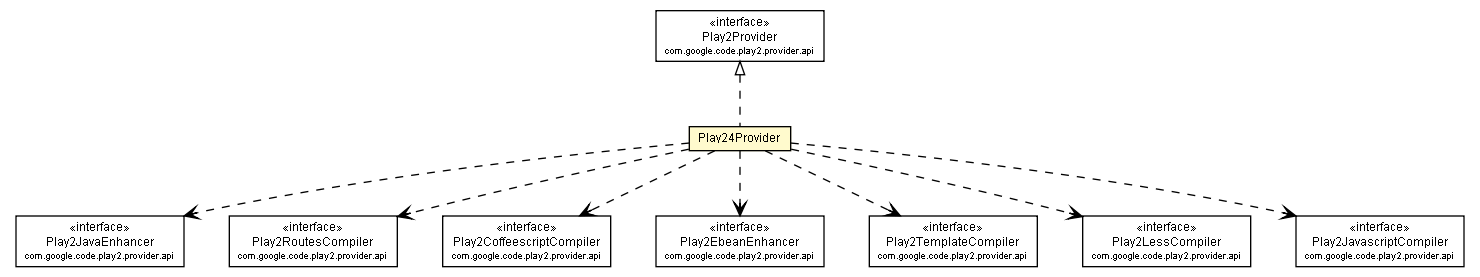 «interface»
Play2Provider
com.google.code.play2.provider.api
Play24Provider
«interface»
Play2JavaEnhancer
com.google.code.play2.provider.api
«interface»
Play2RoutesCompiler
com.google.code.play2.provider.api
«interface»
Play2CoffeescriptCompiler
com.google.code.play2.provider.api
«interface»
Play2EbeanEnhancer
com.google.code.play2.provider.api
«interface»
Play2TemplateCompiler
com.google.code.play2.provider.api
«interface»
Play2LessCompiler
com.google.code.play2.provider.api
«interface»
Play2JavascriptCompiler
com.google.code.play2.provider.api